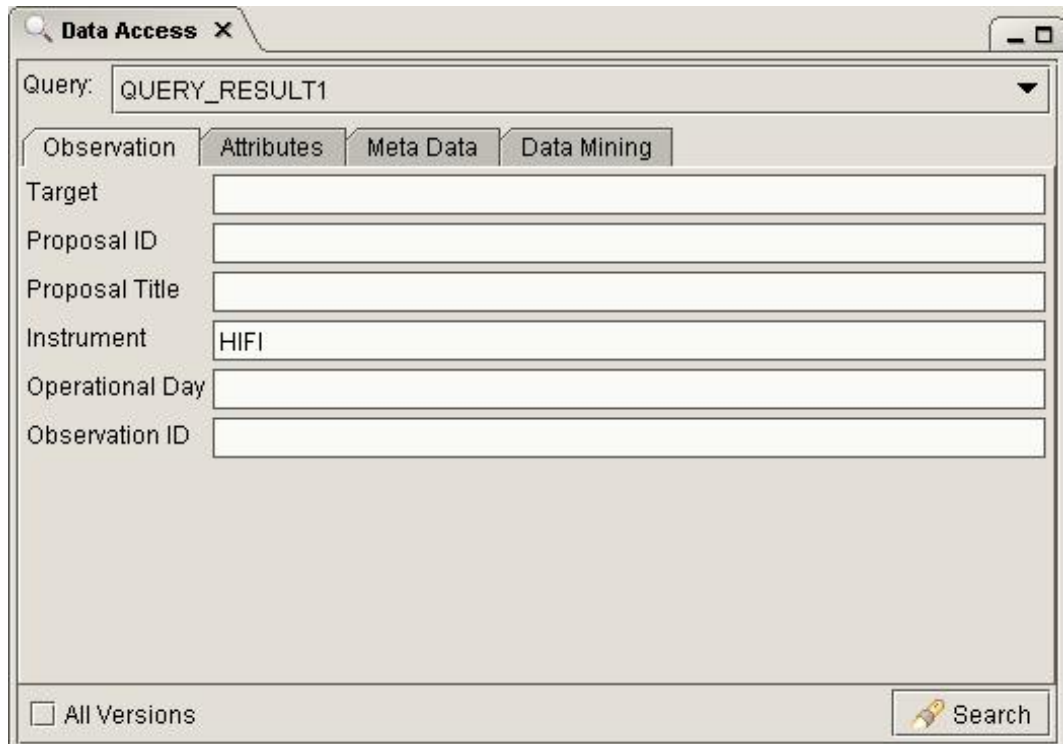 Data Access
Query: QUERY_RESULT1
Observation Attributes Meta Data Data Mining
Target
Proposal ID
Proposal Title
Instrument HIFI
Operational Day
Observation ID
All Versions Search